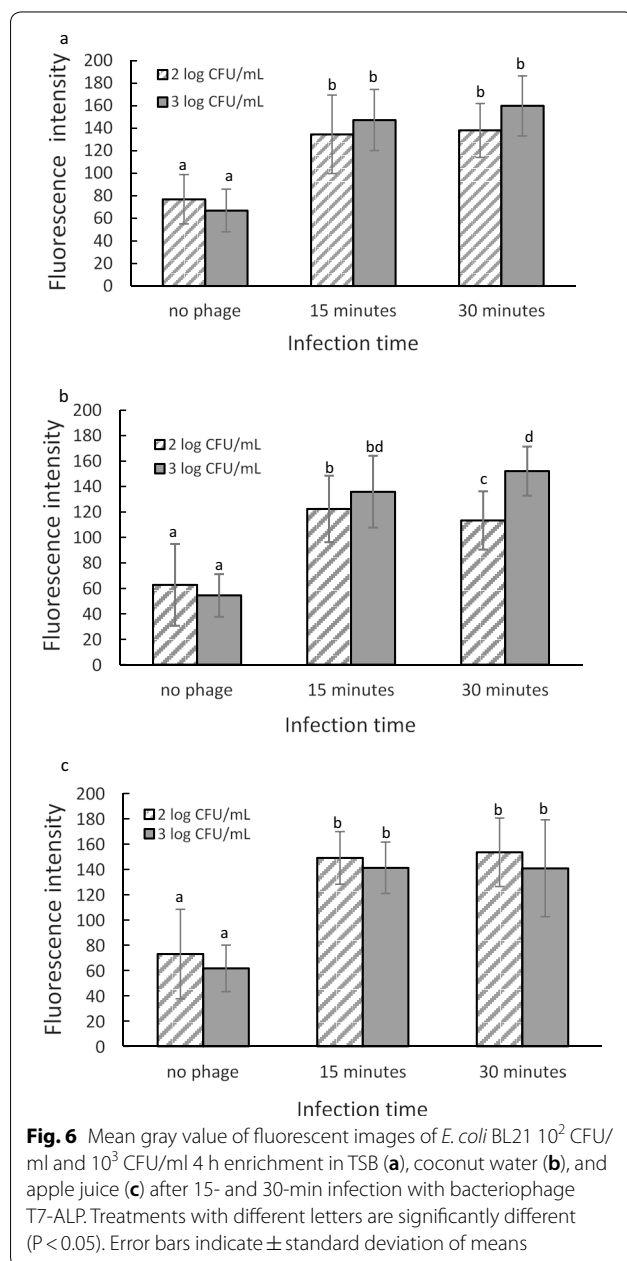 a
Fluorescence intensity
200
180
160
140
120
100
80
60
40
20
0
2 log CFU/mL
3 log CFU/mL
a
a
b
b
b
b
no phage
15 minutes
30 minutes
Infection time
b
Fluorescence intensity
200
180
160
140
120
100
80
60
40
20
0
2 log CFU/mL
3 log CFU/mL
a
a
b
bd
c
d
no phage
15 minutes
30 minutes
Infection time
c
Fluorescence intensity
200
180
160
140
120
100
80
60
40
20
0
2 log CFU/mL
3 log CFU/mL
a
a
b
b
b
b
no phage
15 minutes
30 minutes
Infection time
Fig. 6 Mean gray value of fluorescent images of E. coli BL21 10² CFU/
ml and 10³ CFU/ml 4 h enrichment in TSB (a), coconut water (b), and
apple juice (c) after 15- and 30-min infection with bacteriophage
T7-ALP. Treatments with different letters are significantly different
(P < 0.05). Error bars indicate ± standard deviation of means